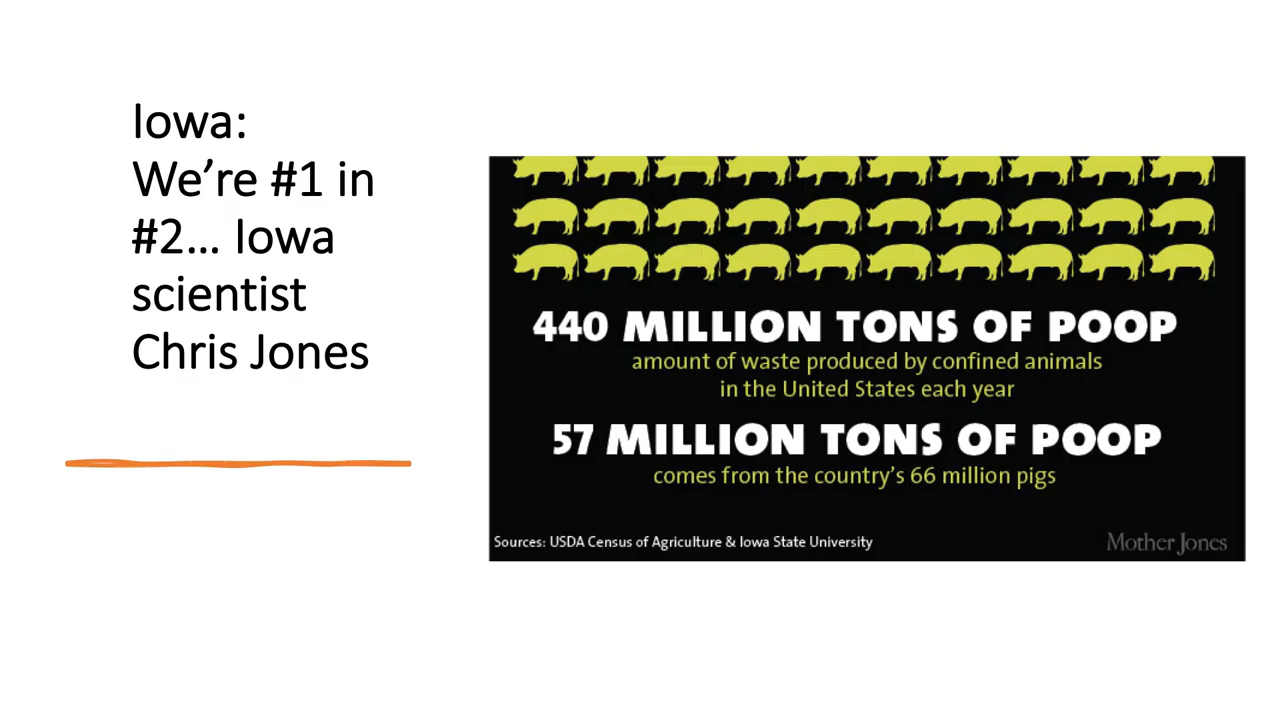 Iowa:
We’re #1 in
#2… Iowa
scientist
Chris Jones
440 MILLION TONS OF POOP
amount of waste produced by confined animals
in the United States each year
57 MILLION TONS OF POOP
comes from the country’s 66 million pigs
Sources: USDA Census of Agriculture & Iowa State University
Mother Jones